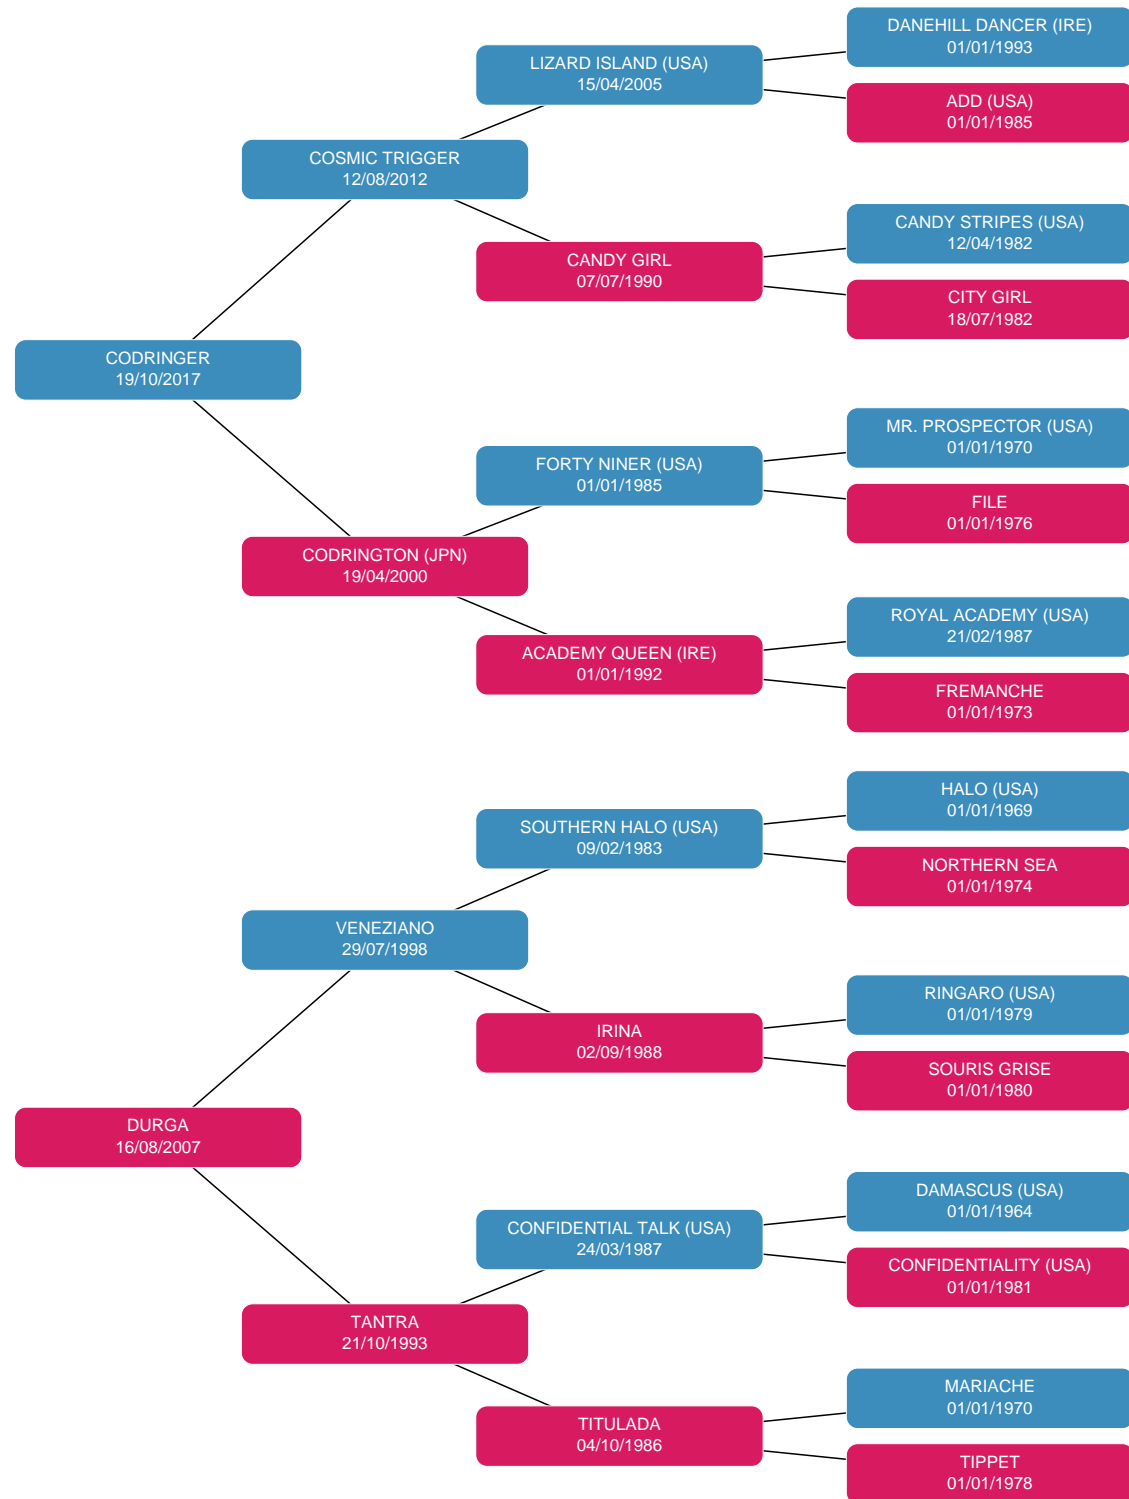 DANEHILL DANCER (IRE)
01/01/1993
LIZARD ISLAND (USA)
15/04/2005
ADD (USA)
01/01/1985
COSMIC TRIGGER
12/08/2012
CANDY STRIPES (USA)
12/04/1982
CANDY GIRL
07/07/1990
CITY GIRL
18/07/1982
CODRINGER
19/10/2017
MR. PROSPECTOR (USA)
01/01/1970
FORTY NINER (USA)
01/01/1985
FILE
01/01/1976
CODRINGTON (JPN)
19/04/2000
ROYAL ACADEMY (USA)
21/02/1987
ACADEMY QUEEN (IRE)
01/01/1992
FREMANCHE
01/01/1973
HALO (USA)
01/01/1969
SOUTHERN HALO (USA)
09/02/1983
NORTHERN SEA
01/01/1974
VENEZIANO
29/07/1998
RINGARO (USA)
01/01/1979
IRINA
02/09/1988
SOURIS GRISE
01/01/1980
DURGA
16/08/2007
DAMASCUS (USA)
01/01/1964
CONFIDENTIAL TALK (USA)
24/03/1987
CONFIDENTIALITY (USA)
01/01/1981
TANTRA
21/10/1993
MARIACHE
01/01/1970
TITULADA
04/10/1986
TIPPET
01/01/1978